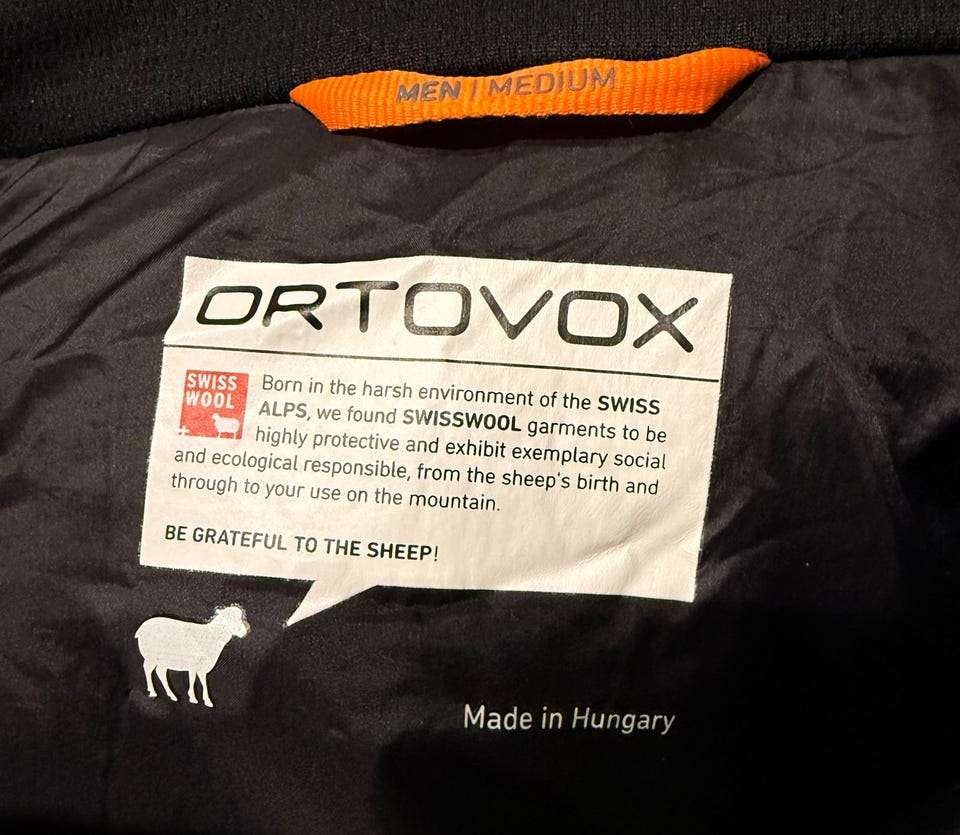 MEN | MEDIUM
ORTOVOX
SWISS
WOOL
Born in the harsh environment of the SWISS
ALPS, we found SWISSWOOL garments to be
highly protective and exhibit exemplary social
and ecological responsible, from the sheep's birth and
through to your use on the mountain.
BE GRATEFUL TO THE SHEEP!
Made in Hungary